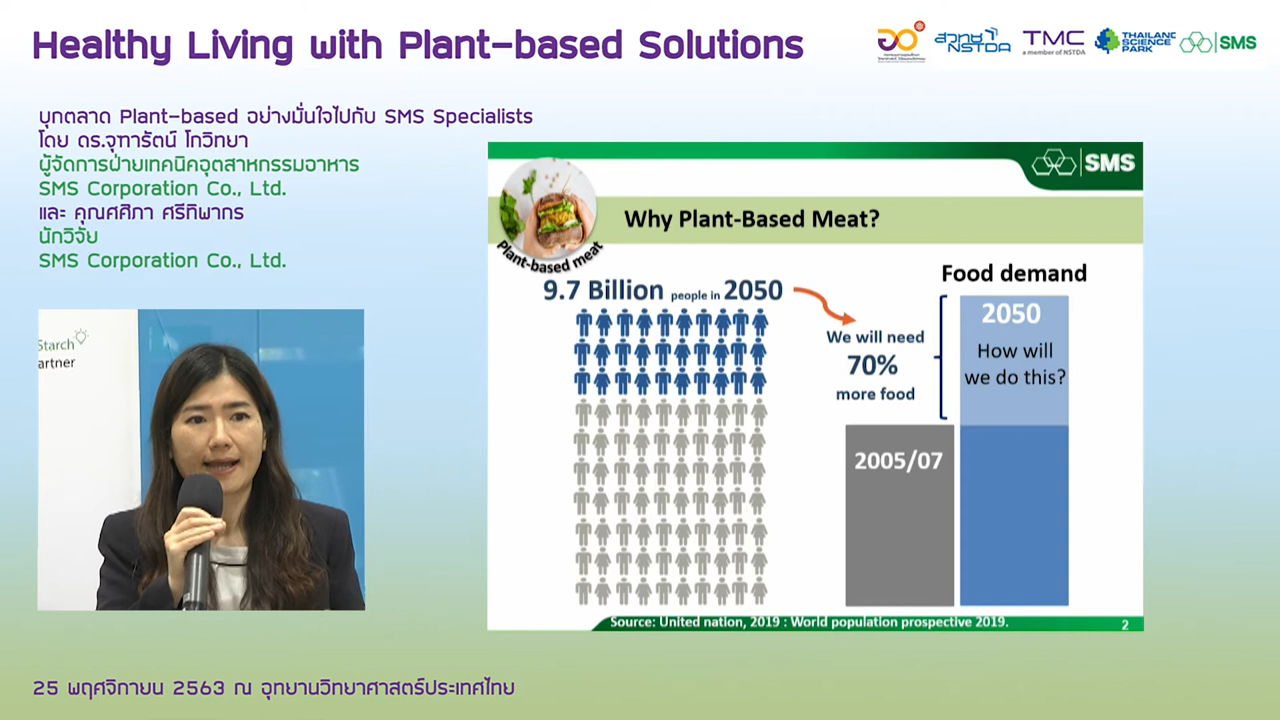 Healthy Living with Plant-based Solutions
สวทช
NSTDA
TMC
a member of NSTDA
THAILAND
SCIENCE
PARK
SMS
บุกตลาด Plant-based อย่างมั่นใจไปกับ SMS Specialists
โดย ดร.จุฑารัตน์ โกวิทยา
ผู้จัดการฝ่ายเทคนิคอุตสาหกรรมอาหาร
SMS Corporation Co., Ltd.
และ คุณศศิภา ศรีทิพากร
นักวิจัย
SMS Corporation Co., Ltd.
Starch
artner
SMS
Plant-based meat
Why Plant-Based Meat?
9.7 Billion people in 2050
We will need
70%
more food
Food demand
2050
How will
we do this?
2005/07
Source: United nation, 2019 : World population prospective 2019.
2
25 พฤศจิกายน 2563 ณ อุทยานวิทยาศาสตร์ประเทศไทย